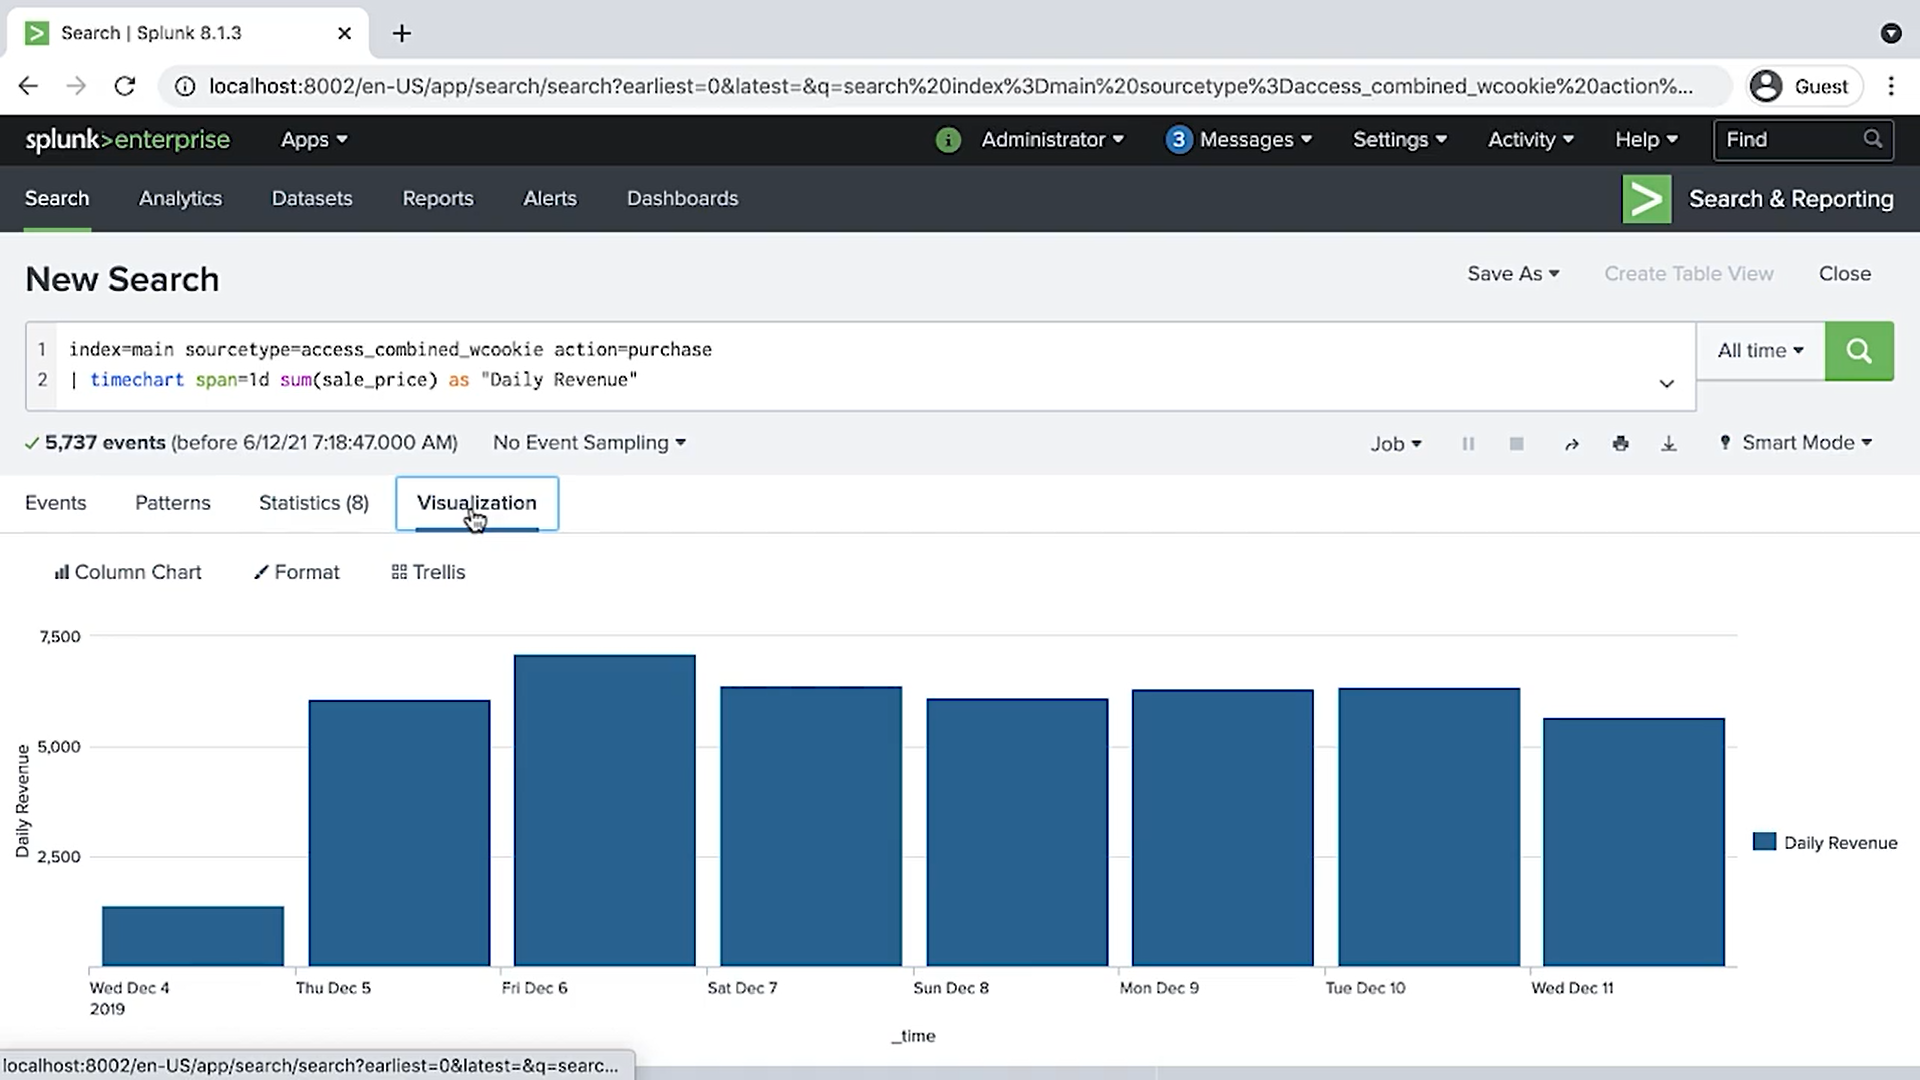 Search | Splunk 8.1.3
localhost:8002/en-US/app/search/search?earliest=0&latest=&q=search%20index%3Dmain%20sourcetype%3Daccess_combined_wcookie%20action%...
Guest
splunk>enterprise Apps Administrator 3 Messages Settings Activity Help Find
Search Analytics Datasets Reports Alerts Dashboards Search & Reporting
New Search Save As Create Table View Close
1 index=main sourcetype=access_combined_wcookie action=purchase
2 | timechart span=1d sum(sale_price) as "Daily Revenue"
All time
5,737 events (before 6/12/21 7:18:47.000 AM) No Event Sampling Job Smart Mode
Events Patterns Statistics (8) Visualization
Column Chart Format Trellis
7,500
5,000
2,500
Daily Revenue
Daily Revenue
Wed Dec 4 Thu Dec 5 Fri Dec 6 Sat Dec 7 Sun Dec 8 Mon Dec 9 Tue Dec 10 Wed Dec 11
2019
_time
localhost:8002/en-US/app/search/search?earliest=0&latest=&q=searc...